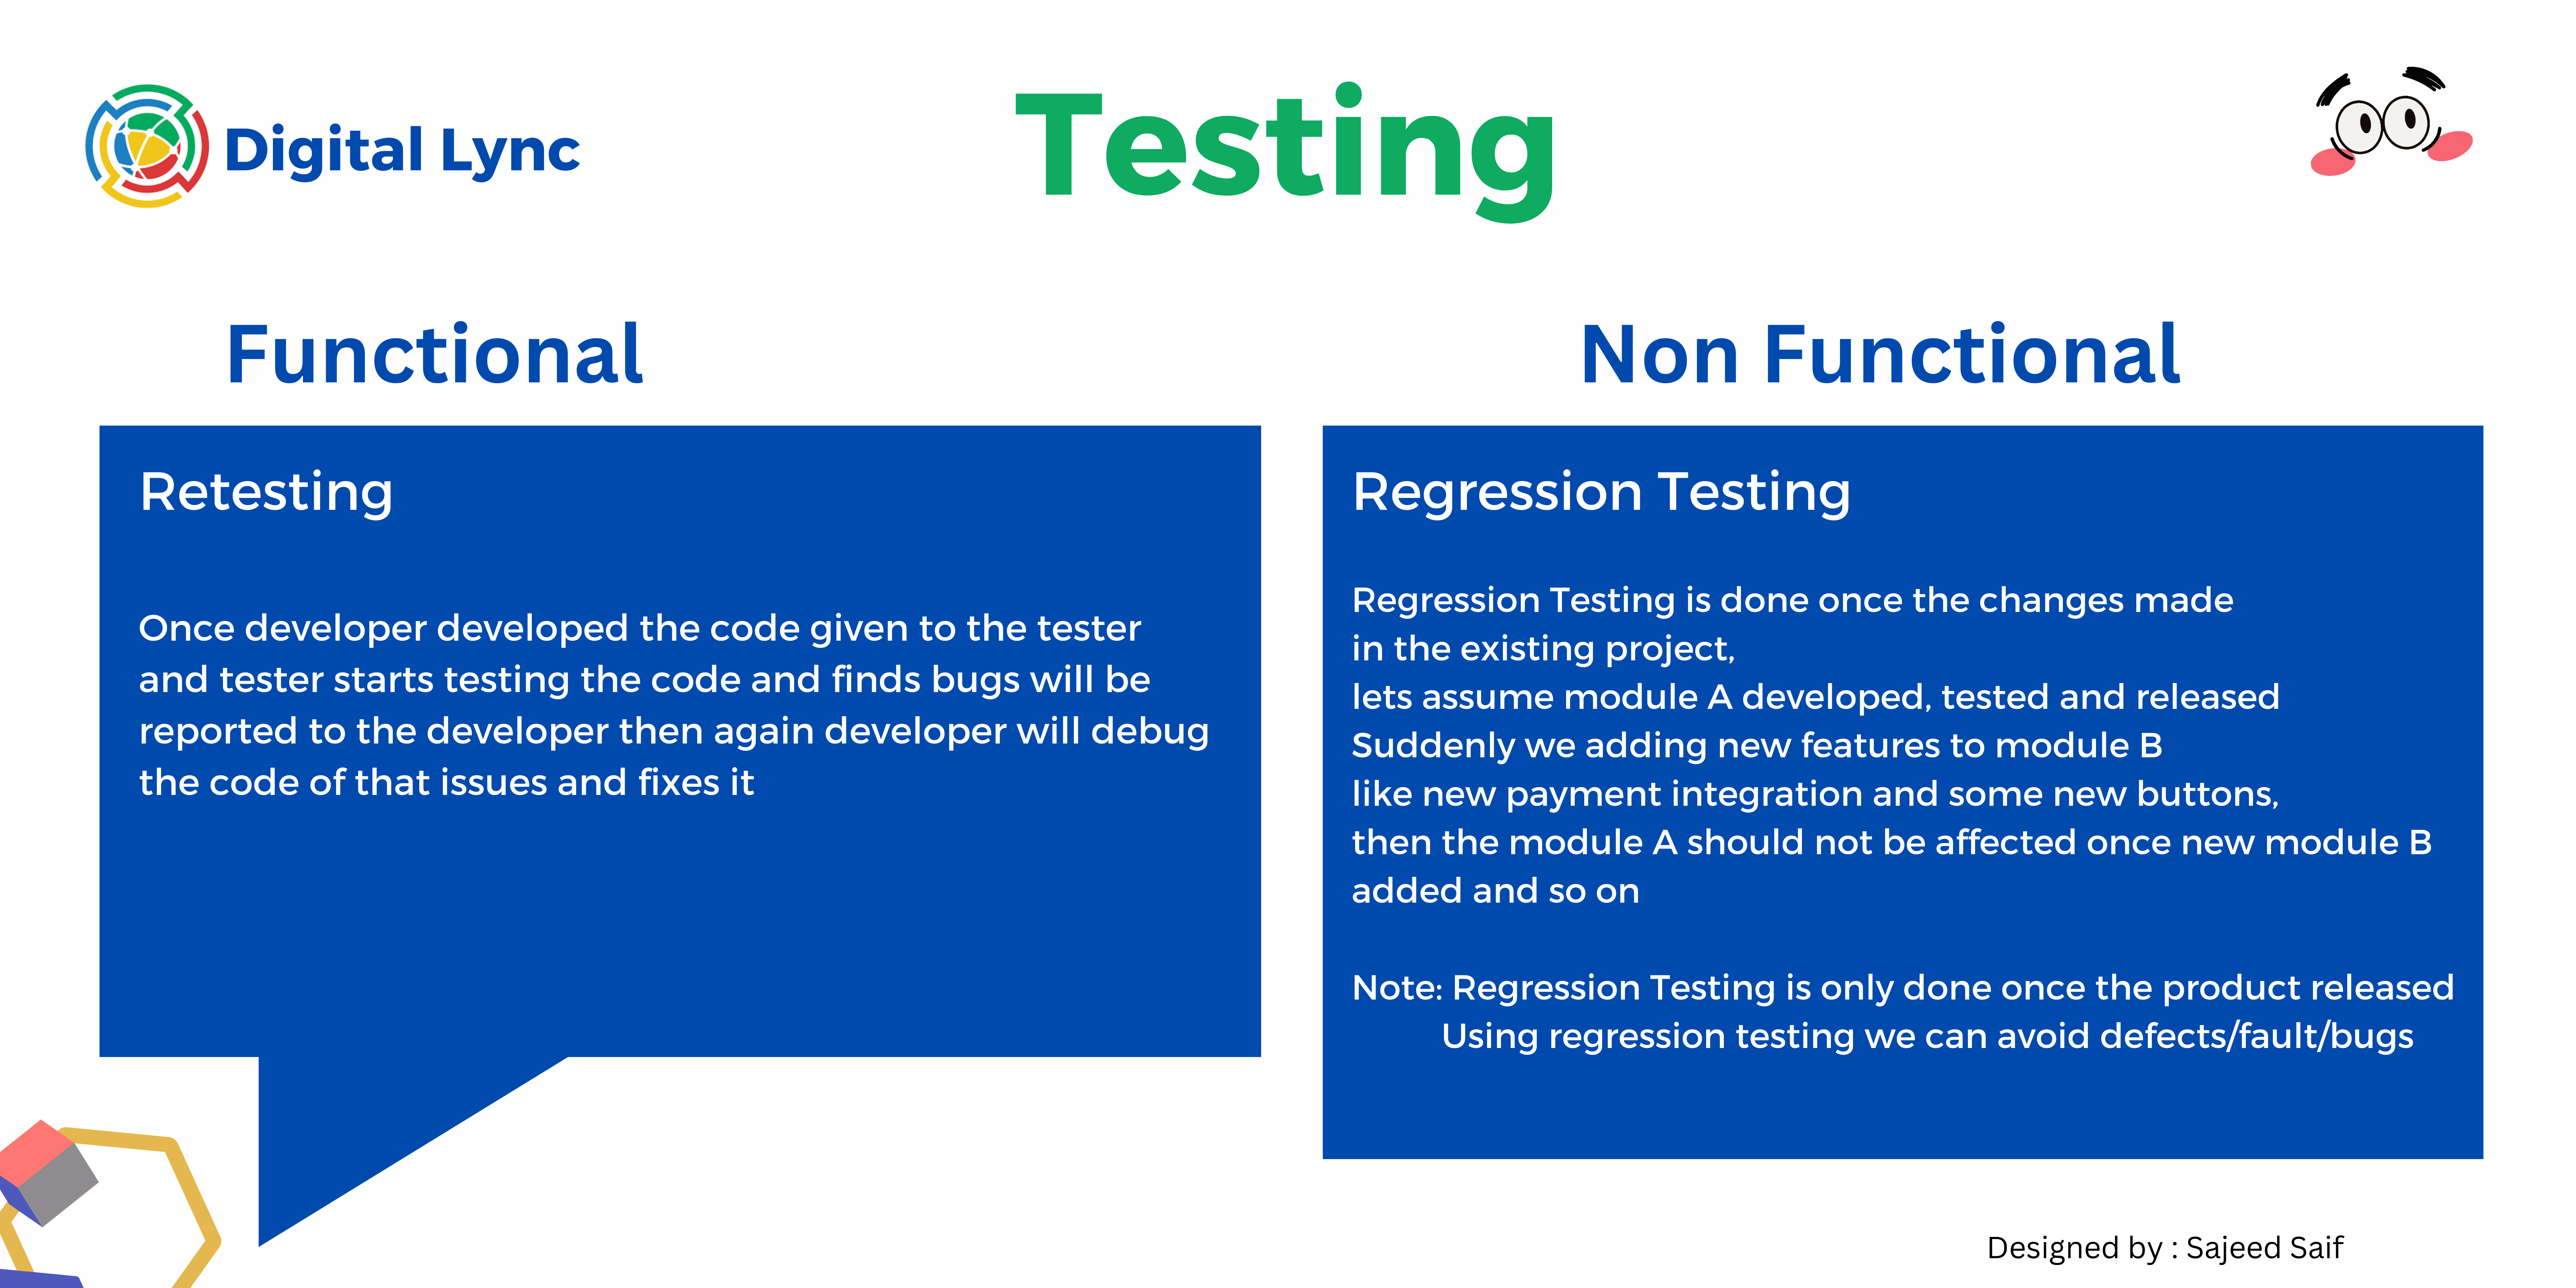 Digital Lync
Testing
Functional
Non Functional
Retesting
Once developer developed the code given to the tester
and tester starts testing the code and finds bugs will be
reported to the developer then again developer will debug
the code of that issues and fixes it
Regression Testing
Regression Testing is done once the changes made
in the existing project,
lets assume module A developed, tested and released
Suddenly we adding new features to module B
like new payment integration and some new buttons,
then the module A should not be affected once new module B
added and so on
Note: Regression Testing is only done once the product released
Using regression testing we can avoid defects/fault/bugs
Designed by : Sajeed Saif